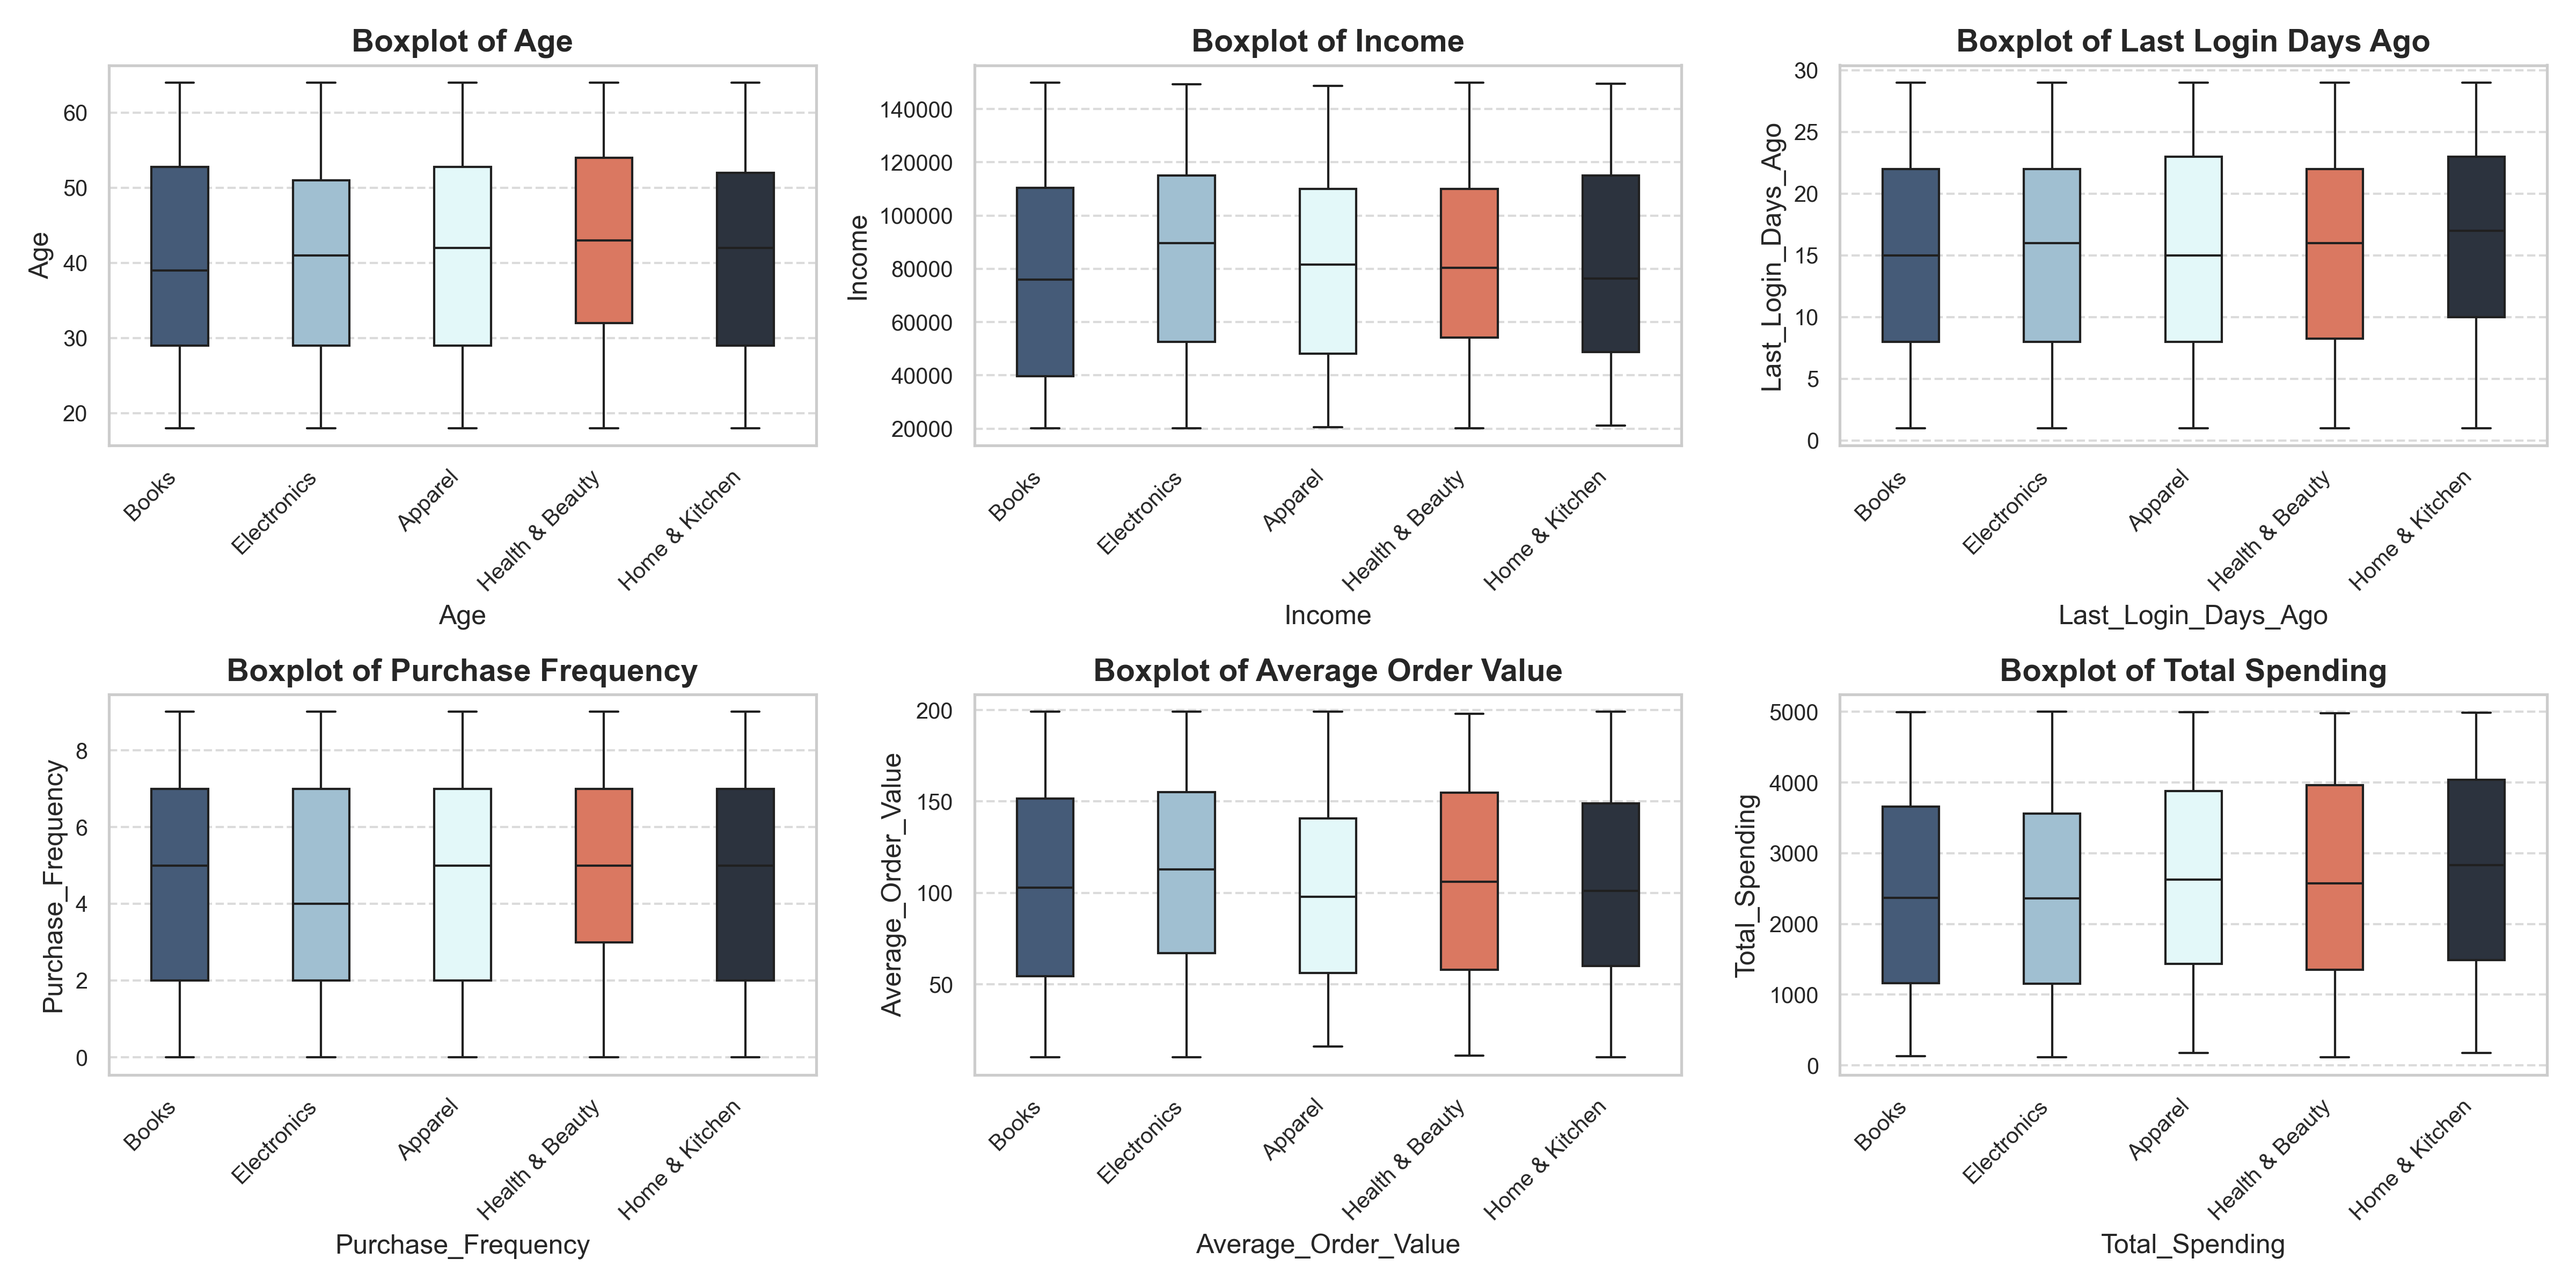 Boxplot of Age
Age
60
50
40
30
20
Books
Electronics
Apparel
Health & Beauty
Home & Kitchen
Age
Boxplot of Income
Income
140000
120000
100000
80000
60000
40000
20000
Books
Electronics
Apparel
Health & Beauty
Home & Kitchen
Income
Boxplot of Last Login Days Ago
Last_Login_Days_Ago
30
25
20
15
10
5
0
Books
Electronics
Apparel
Health & Beauty
Home & Kitchen
Last_Login_Days_Ago
Boxplot of Purchase Frequency
Purchase_Frequency
8
6
4
2
0
Books
Electronics
Apparel
Health & Beauty
Home & Kitchen
Purchase_Frequency
Boxplot of Average Order Value
Average_Order_Value
200
150
100
50
Books
Electronics
Apparel
Health & Beauty
Home & Kitchen
Average_Order_Value
Boxplot of Total Spending
Total_Spending
5000
4000
3000
2000
1000
0
Books
Electronics
Apparel
Health & Beauty
Home & Kitchen
Total_Spending